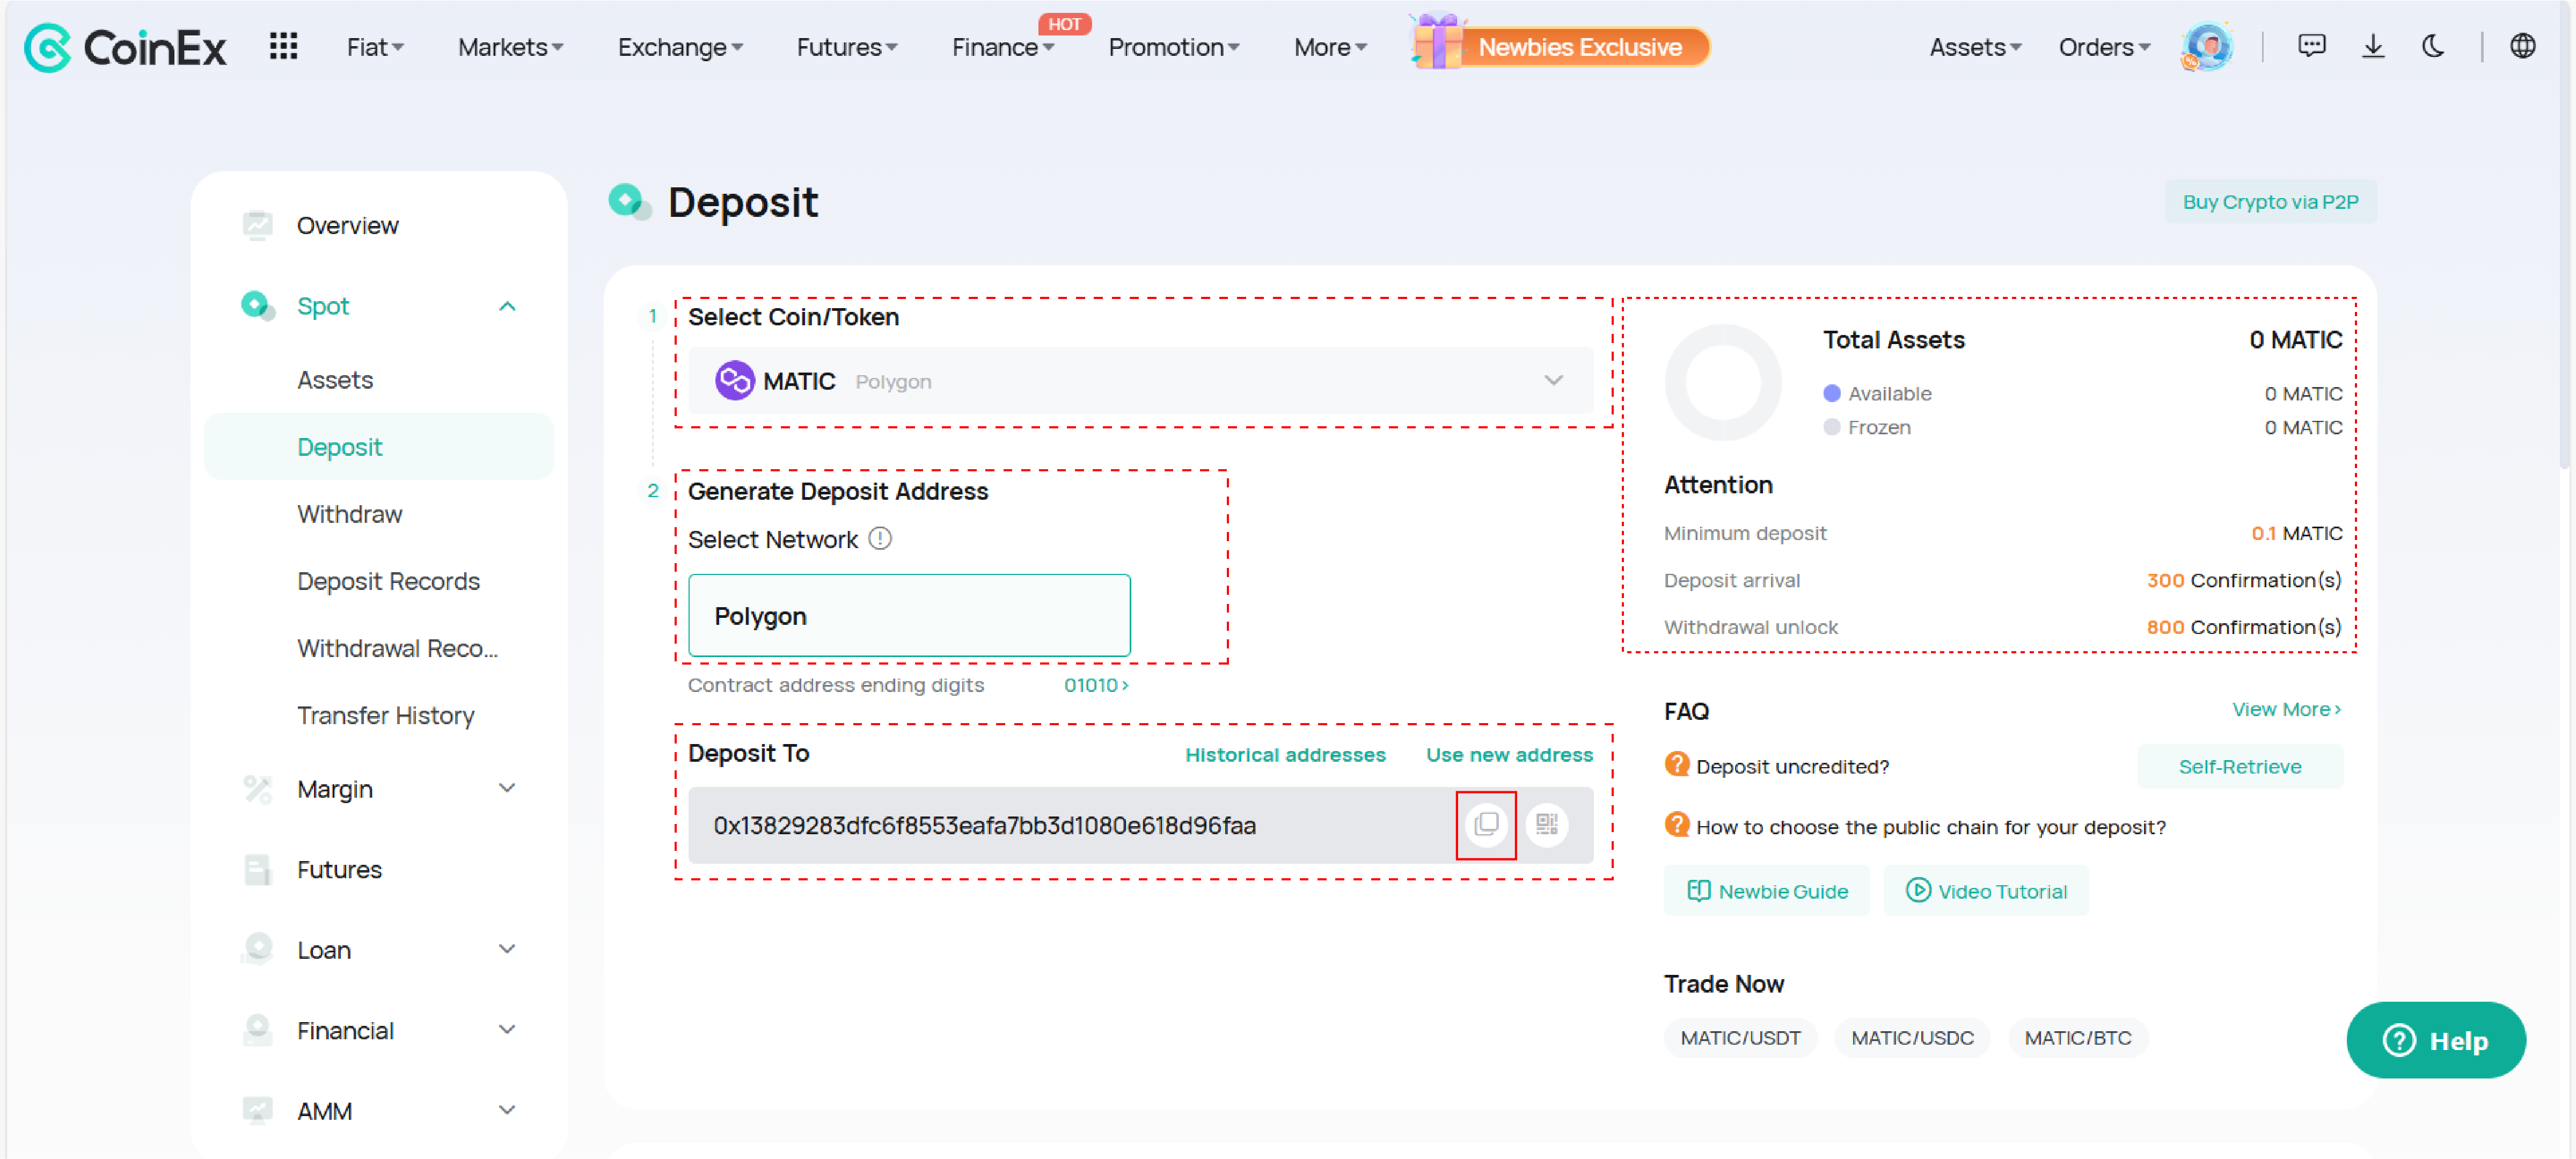 CoinEx Fiat Markets Exchange Futures Finance HOT Promotion More Newbies Exclusive Assets Orders
Overview
Spot
Assets
Deposit
Withdraw
Deposit Records
Withdrawal Reco...
Transfer History
Margin
Futures
Loan
Financial
AMM
Deposit
Buy Crypto via P2P
1 Select Coin/Token
MATIC Polygon
2 Generate Deposit Address
Select Network
Polygon
Contract address ending digits 01010 >
Deposit To Historical addresses Use new address
0x13829283dfc6f8553eafa7bb3d1080e618d96faa
Total Assets 0 MATIC
Available 0 MATIC
Frozen 0 MATIC
Attention
Minimum deposit 0.1 MATIC
Deposit arrival 300 Confirmation(s)
Withdrawal unlock 800 Confirmation(s)
FAQ View More >
? Deposit uncredited? Self-Retrieve
? How to choose the public chain for your deposit?
Newbie Guide Video Tutorial
Trade Now
MATIC/USDT MATIC/USDC MATIC/BTC
? Help